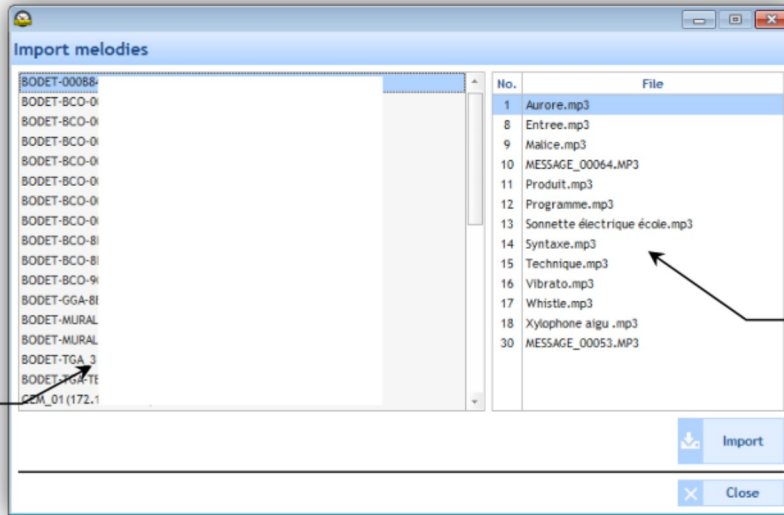 Import melodies
BODET-000B84
BODET-BCO-0
BODET-BCO-0
BODET-BCO-0
BODET-BCO-0
BODET-BCO-0
BODET-BCO-0
BODET-BCO-0
BODET-BCO-8
BODET-BCO-8
BODET-BCO-9
BODET-GGA-8
BODET-MURAL
BODET-MURAL
BODET-TGA_3
BODET-TGA-TE
GEM_01(172.1
No. File
1 Aurore.mp3
8 Entree.mp3
9 Malice.mp3
10 MESSAGE_00064.MP3
11 Produit.mp3
12 Programme.mp3
13 Sonnette électrique école.mp3
14 Syntaxe.mp3
15 Technique.mp3
16 Vibrato.mp3
17 Whistle.mp3
18 Xylophone aigu .mp3
30 MESSAGE_00053.MP3
Import
Close